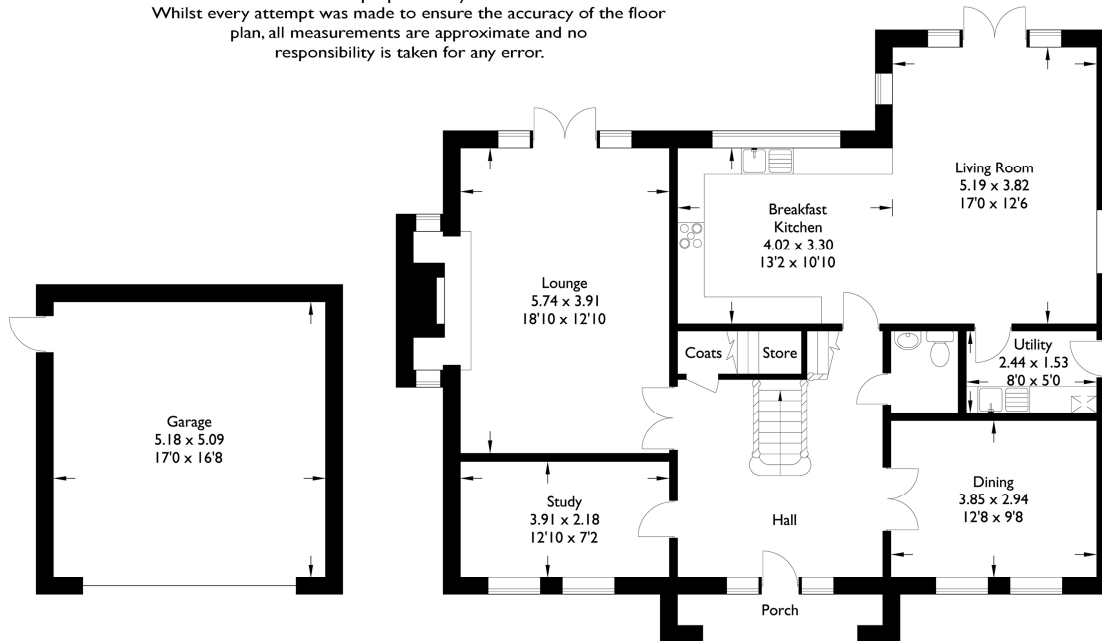 Whilst every attempt was made to ensure the accuracy of the floor
plan, all measurements are approximate and no
responsibility is taken for any error.
Living Room
5.19 x 3.82
17'0 x 12'6
Breakfast
Kitchen
4.02 x 3.30
13'2 x 10'10
Lounge
5.74 x 3.91
18'10 x 12'10
Coats
Store
Utility
2.44 x 1.53
8'0 x 5'0
Garage
5.18 x 5.09
17'0 x 16'8
Study
3.91 x 2.18
12'10 x 7'2
Hall
Dining
3.85 x 2.94
12'8 x 9'8
Porch